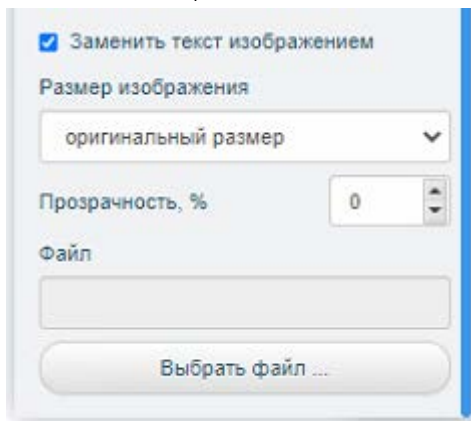 Заменить текст изображением
Размер изображения
оригинальный размер
Прозрачность, % 0
Файл
Выбрать файл ...